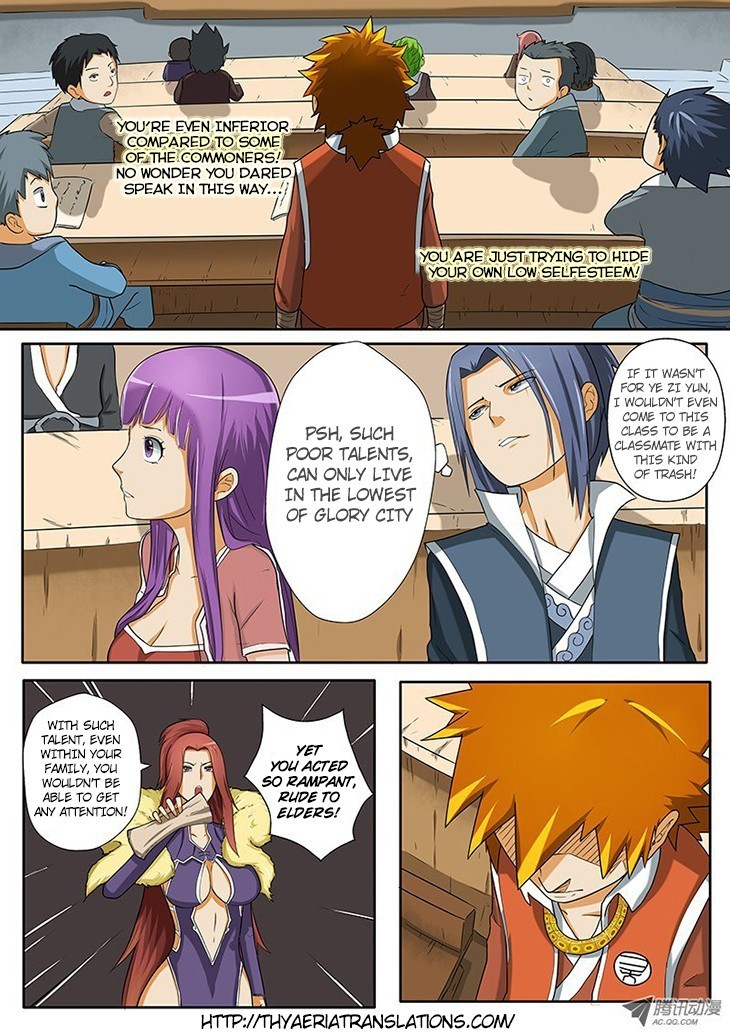 YOU'RE EVEN INFERIOR
COMPARED TO SOME
OF THE COMMONERS!
NO WONDER YOU DARED
SPEAK IN THIS WAY...
YOU ARE JUST TRYING TO HIDE
YOUR OWN LOW SELFESTEEM!
PSH, SUCH
POOR TALENTS,
CAN ONLY LIVE
IN THE LOWEST
OF GLORY CITY
IF IT WASN'T
FOR YE ZI YUN,
I WOULDN'T EVEN
COME TO THIS
CLASS TO BE A
CLASSMATE WITH
THIS KIND
OF TRASH!
WITH SUCH
TALENT, EVEN
WITHIN YOUR
FAMILY, YOU
WOULDN'T BE
ABLE TO GET
ANY ATTENTION!
YET
YOU ACTED
SO RAMPANT,
RUDE TO
ELDERS!
HTTP://THYAERIATRANSLATIONS.COM/
腾讯动漫
AC.QQ.COM